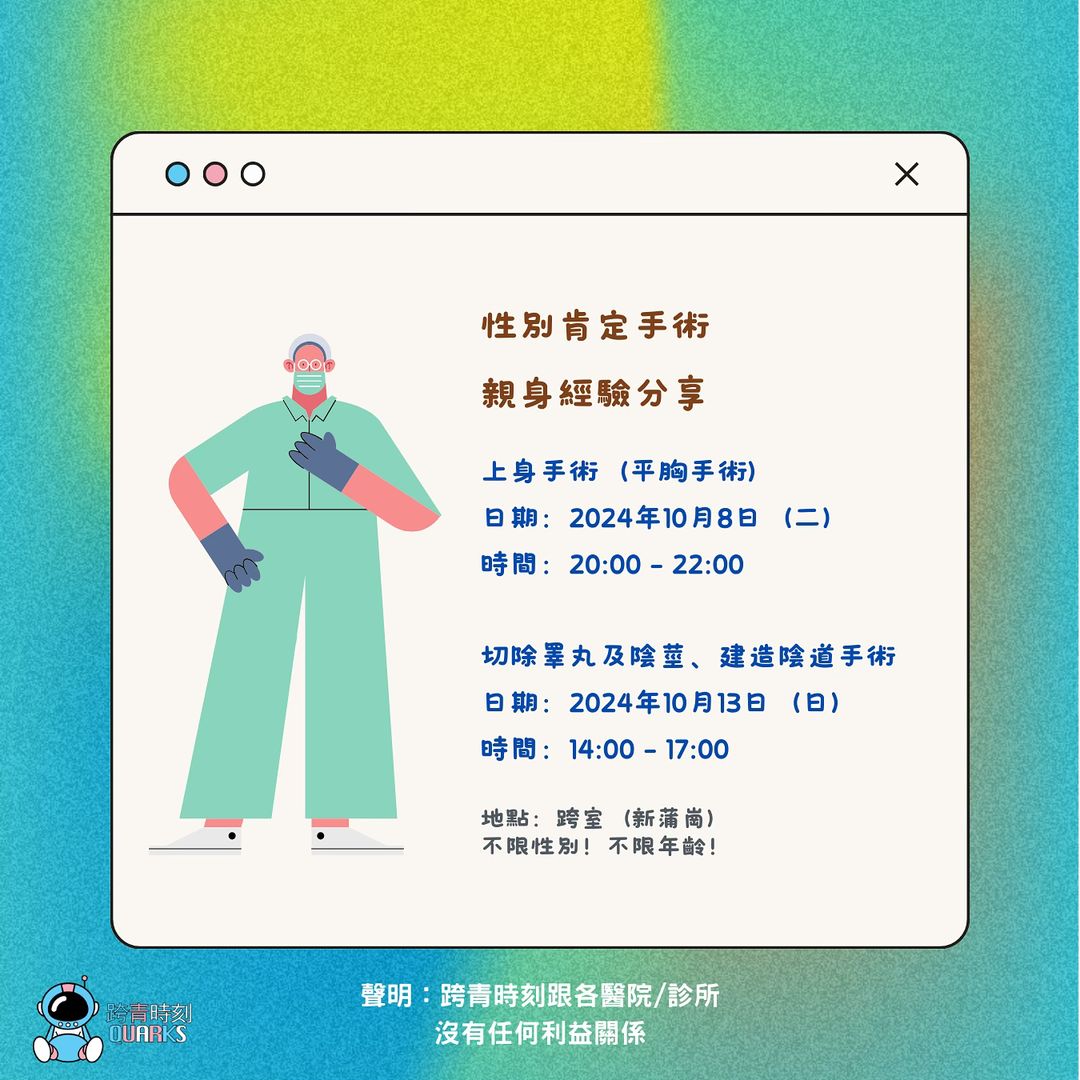 性別肯定手術
親身經驗分享
上身手術 (平胸手術)
日期: 2024年10月8日 (二)
時間: 20:00 - 22:00
切除睪丸及陰莖、建造陰道手術
日期: 2024年10月13日 (日)
時間: 14:00 - 17:00
地點: 跨室 (新蒲崗)
不限性別! 不限年齡!
跨青時刻
QUARKS
聲明：跨青時刻跟各醫院/診所
沒有任何利益關係